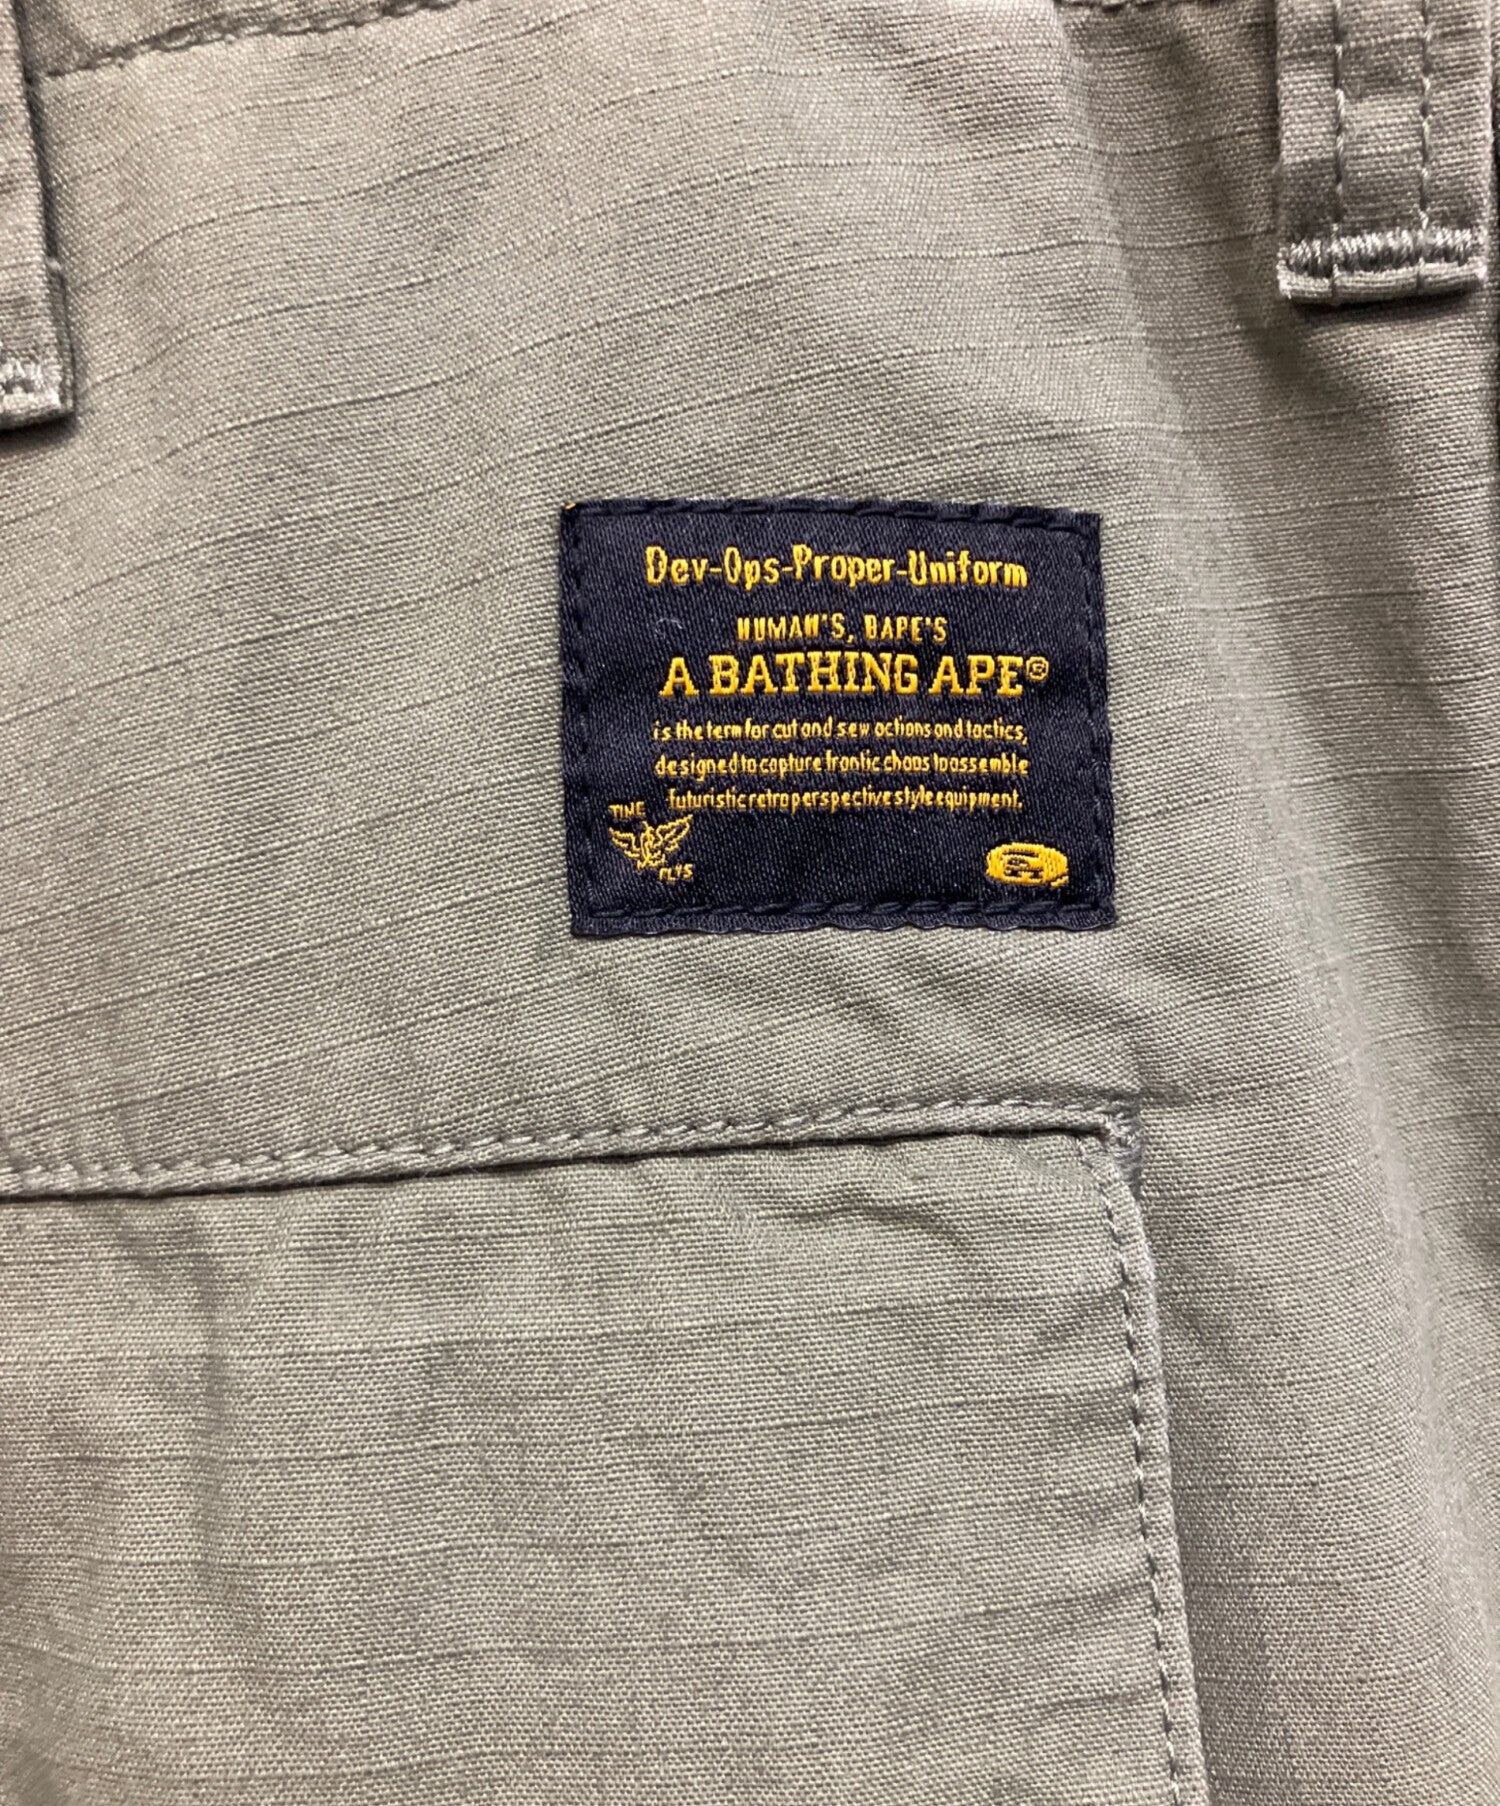 Dev-Ops-Proper-Uniform
HUMAN'S, BAPE'S
A BATHING APE®
is the term for cut and sew actions and tactics,
designed to capture frantic chaos to assemble
futuristic retro perspective style equipment.
TIME
FLYS